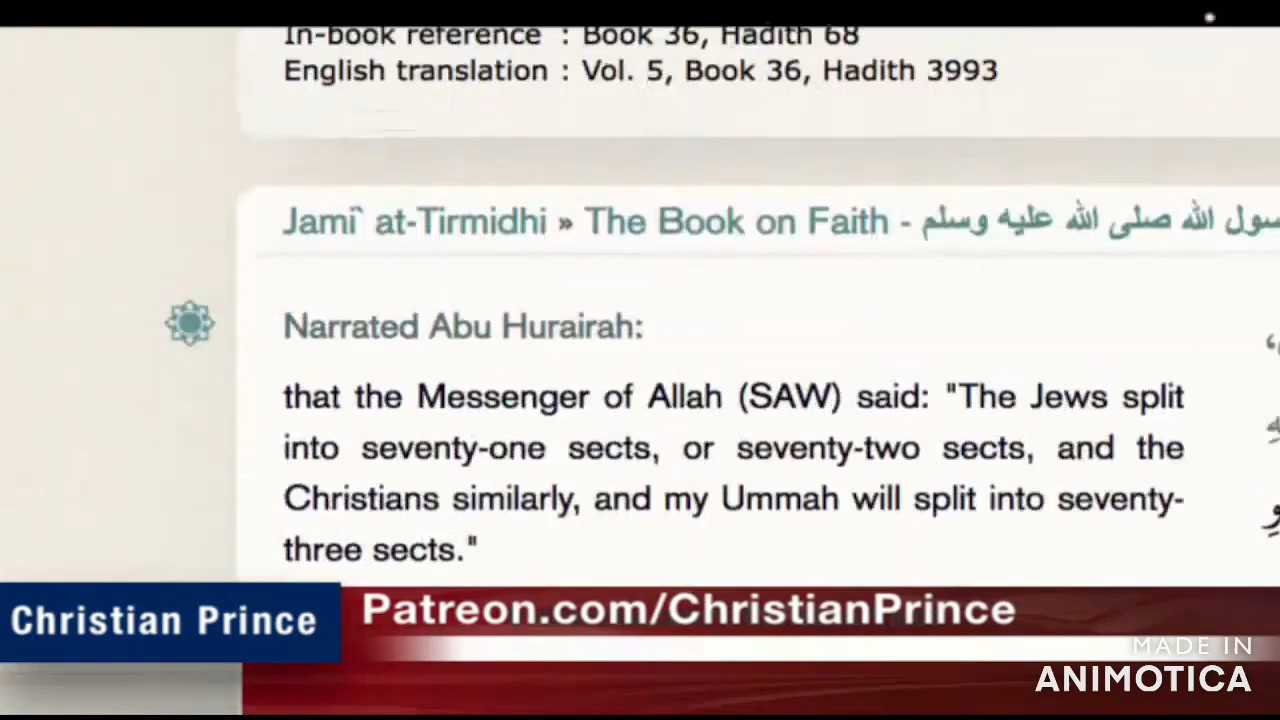 In-book reference : Book 36, Hadith 68
English translation : Vol. 5, Book 36, Hadith 3993
Jami` at-Tirmidhi » The Book on Faith - الله صلى الله عليه وسلم
Narrated Abu Hurairah:
that the Messenger of Allah (SAW) said: "The Jews split
into seventy-one sects, or seventy-two sects, and the
Christians similarly, and my Ummah will split into seventy-
three sects."
Christian Prince
Patreon.com/ChristianPrince
MADE IN
ANIMOTICA